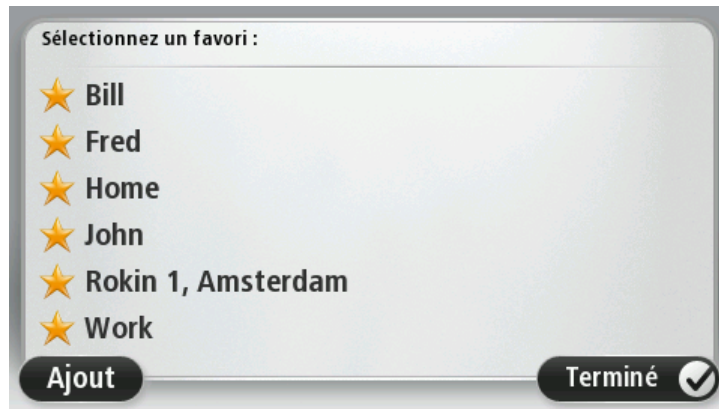 Sélectionnez un favori :
Bill
Fred
Home
John
Rokin 1, Amsterdam
Work
Ajout
Terminé